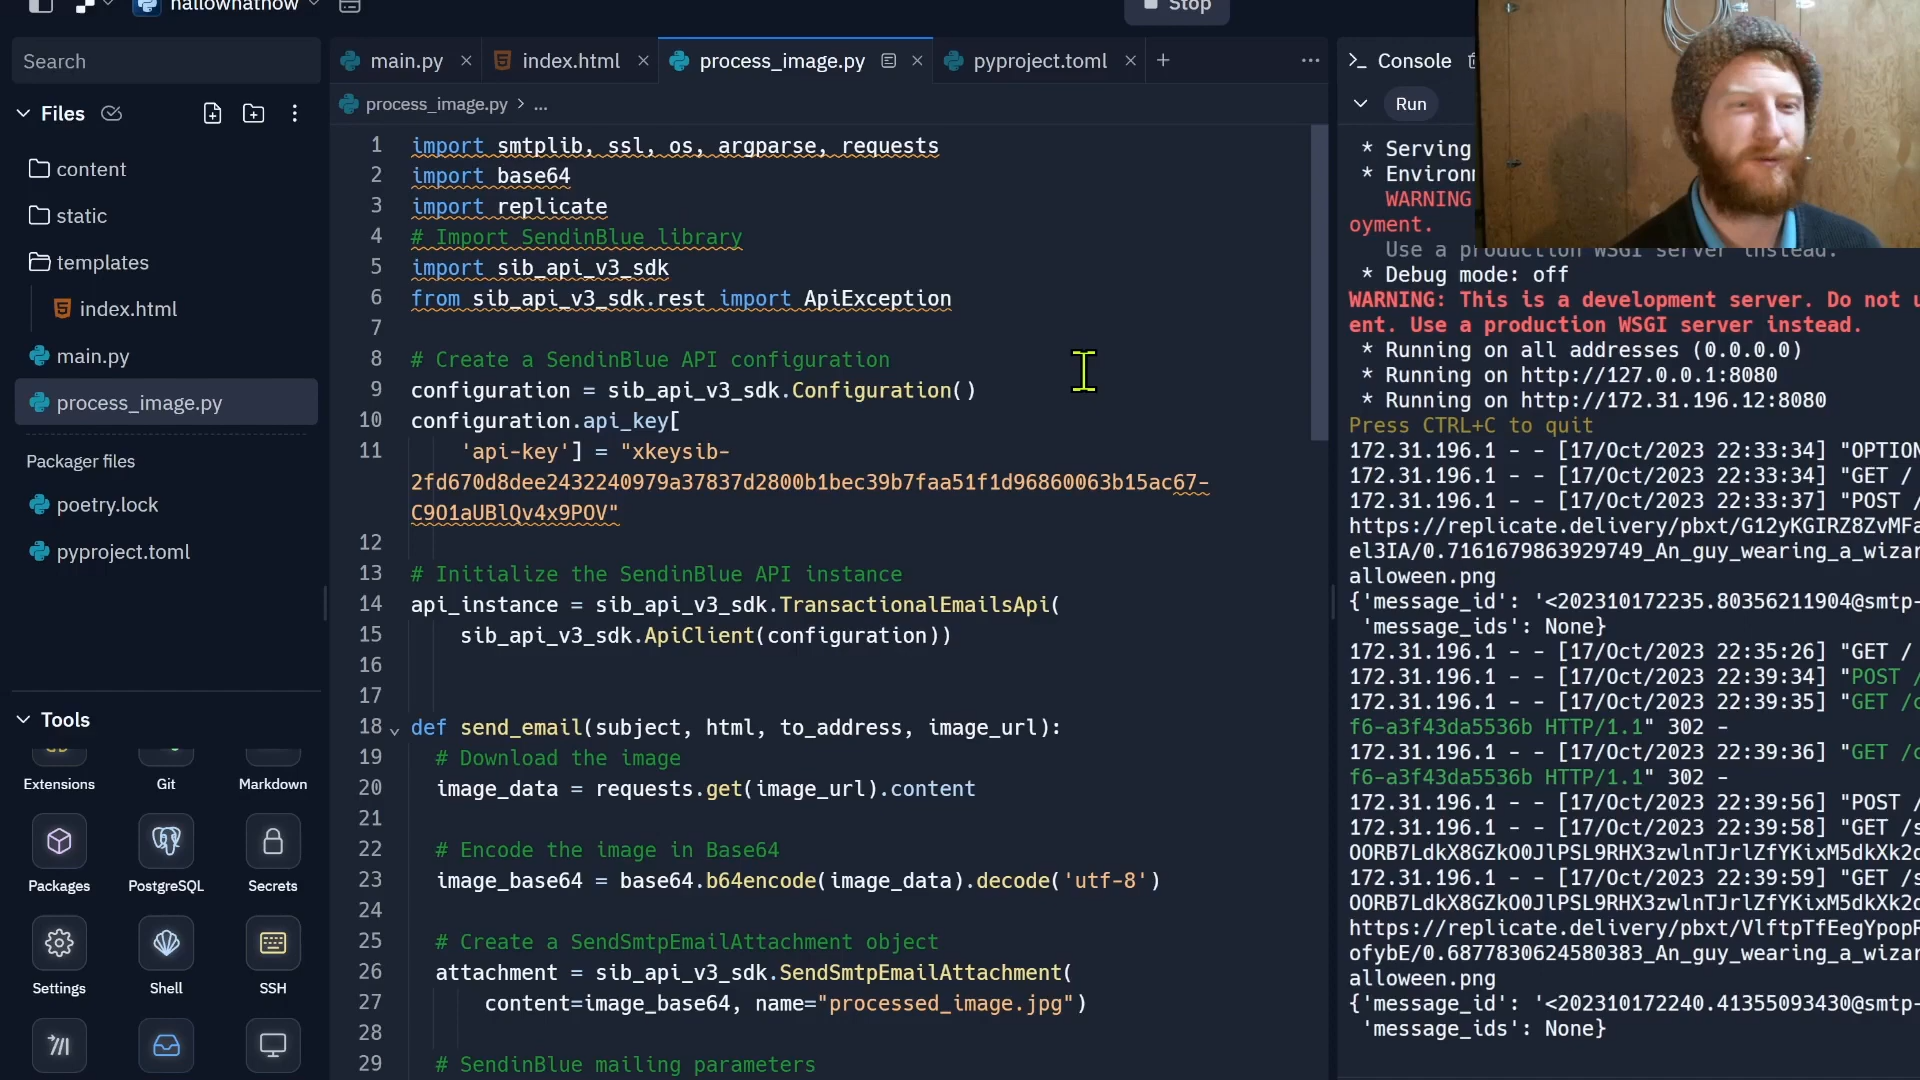 hallowhathow
Stop
Search
Files
content
static
templates
index.html
main.py
process_image.py
Packager files
poetry.lock
pyproject.toml
Tools
Extensions
Git
Markdown
Packages
PostgreSQL
Secrets
Settings
Shell
SSH
main.py
index.html
process_image.py
pyproject.toml
process_image.py > ...
1 import smtplib, ssl, os, argparse, requests
2 import base64
3 import replicate
4 # Import SendinBlue library
5 import sib_api_v3_sdk
6 from sib_api_v3_sdk.rest import ApiException
7
8 # Create a SendinBlue API configuration
9 configuration = sib_api_v3_sdk.Configuration()
10 configuration.api_key[
11 'api-key'] = "xkeysib-
2fd670d8dee2432240979a37837d2800b1bec39b7faa51f1d96860063b15ac67-
C9O1aUBlQv4x9POV"
12
13 # Initialize the SendinBlue API instance
14 api_instance = sib_api_v3_sdk.TransactionalEmailsApi(
15 sib_api_v3_sdk.ApiClient(configuration))
16
17
18 def send_email(subject, html, to_address, image_url):
19 # Download the image
20 image_data = requests.get(image_url).content
21
22 # Encode the image in Base64
23 image_base64 = base64.b64encode(image_data).decode('utf-8')
24
25 # Create a SendSmtpEmailAttachment object
26 attachment = sib_api_v3_sdk.SendSmtpEmailAttachment(
27 content=image_base64, name="processed_image.jpg")
28
29 # SendinBlue mailing parameters
Console
Run
* Serving
* Environ
WARNING
oyment.
Use a production WSGI server instead.
* Debug mode: off
WARNING: This is a development server. Do not u
ent. Use a production WSGI server instead.
* Running on all addresses (0.0.0.0)
* Running on http://127.0.0.1:8080
* Running on http://172.31.196.12:8080
Press CTRL+C to quit
172.31.196.1 - - [17/Oct/2023 22:33:34] "OPTION
172.31.196.1 - - [17/Oct/2023 22:33:34] "GET /
172.31.196.1 - - [17/Oct/2023 22:33:37] "POST /
https://replicate.delivery/pbxt/G12yKGIRZ8ZvMFa
el3IA/0.7161679863929749_An_guy_wearing_a_wizar
alloween.png
{'message_id': '<202310172235.80356211904@smtp-
'message_ids': None}
172.31.196.1 - - [17/Oct/2023 22:35:26] "GET /
172.31.196.1 - - [17/Oct/2023 22:39:34] "POST /
172.31.196.1 - - [17/Oct/2023 22:39:35] "GET /c
f6-a3f43da5536b HTTP/1.1" 302 -
172.31.196.1 - - [17/Oct/2023 22:39:36] "GET /c
f6-a3f43da5536b HTTP/1.1" 302 -
172.31.196.1 - - [17/Oct/2023 22:39:56] "POST /
172.31.196.1 - - [17/Oct/2023 22:39:58] "GET /s
OORB7LdkX8GZkO0JlPSL9RHX3zwlnTJrlZfYKixM5dkXk2d
172.31.196.1 - - [17/Oct/2023 22:39:59] "GET /s
OORB7LdkX8GZkO0JlPSL9RHX3zwlnTJrlZfYKixM5dkXk2d
https://replicate.delivery/pbxt/VlftpTfEegYpopR
ofybE/0.6877830624580383_An_guy_wearing_a_wizar
alloween.png
{'message_id': '<202310172240.41355093430@smtp-
'message_ids': None}